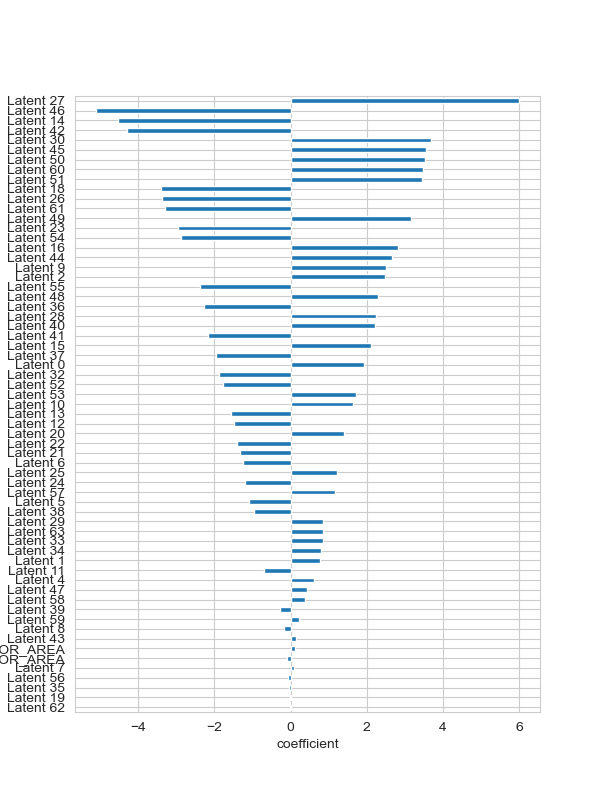 Latent 27
Latent 46
Latent 14
Latent 42
Latent 30
Latent 45
Latent 50
Latent 60
Latent 51
Latent 18
Latent 26
Latent 61
Latent 49
Latent 23
Latent 54
Latent 16
Latent 44
Latent 9
Latent 2
Latent 55
Latent 48
Latent 36
Latent 28
Latent 40
Latent 41
Latent 15
Latent 37
Latent 0
Latent 32
Latent 52
Latent 53
Latent 10
Latent 13
Latent 12
Latent 20
Latent 22
Latent 21
Latent 6
Latent 25
Latent 24
Latent 57
Latent 5
Latent 38
Latent 29
Latent 63
Latent 33
Latent 34
Latent 1
Latent 11
Latent 4
Latent 47
Latent 58
Latent 39
Latent 59
Latent 8
Latent 43
OR_AREA
OR_AREA
Latent 7
Latent 56
Latent 35
Latent 19
Latent 62
−4 −2 0 2 4 6
coefficient